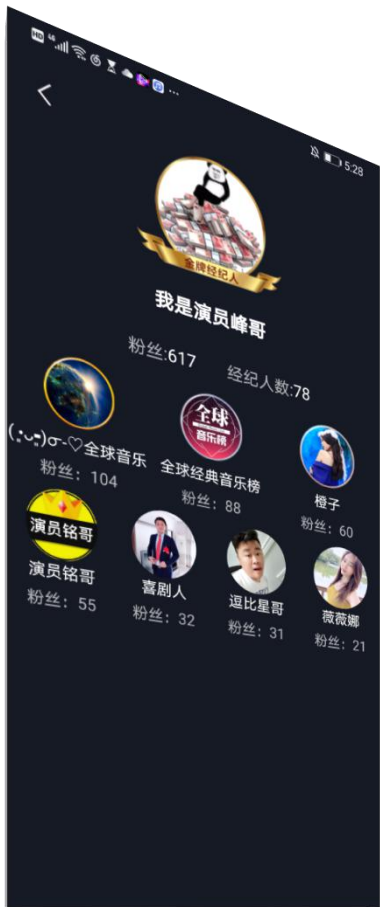 HD 4G 5:28
金牌经纪人
我是演员峰哥
粉丝:617 经纪人数:78
全球
音乐榜
(⁎˃ᴗ˂⁎)σ-♡全球音乐 全球经典音乐榜 橙子
粉丝：104 粉丝：88 粉丝：60
演员铭哥
演员铭哥 喜剧人 逗比星哥 薇薇娜
粉丝：55 粉丝：32 粉丝：31 粉丝：21